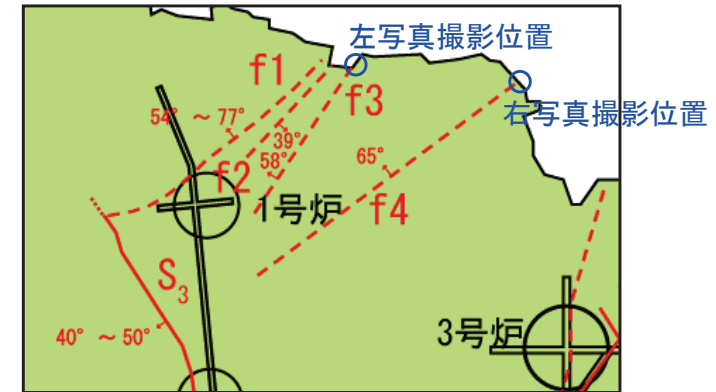 左写真撮影位置
f1
f3
54° ～ 77°
右写真撮影位置
39°
58°
65°
f2
1号炉
f4
S3
40° ～ 50°
3号炉